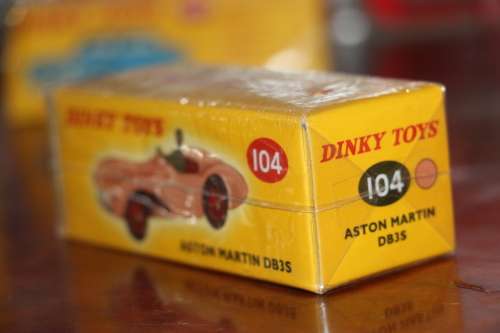 DINKY TOYS
104
ASTON MARTIN DB3S
DINKY TOYS
104
ASTON MARTIN
DB3S